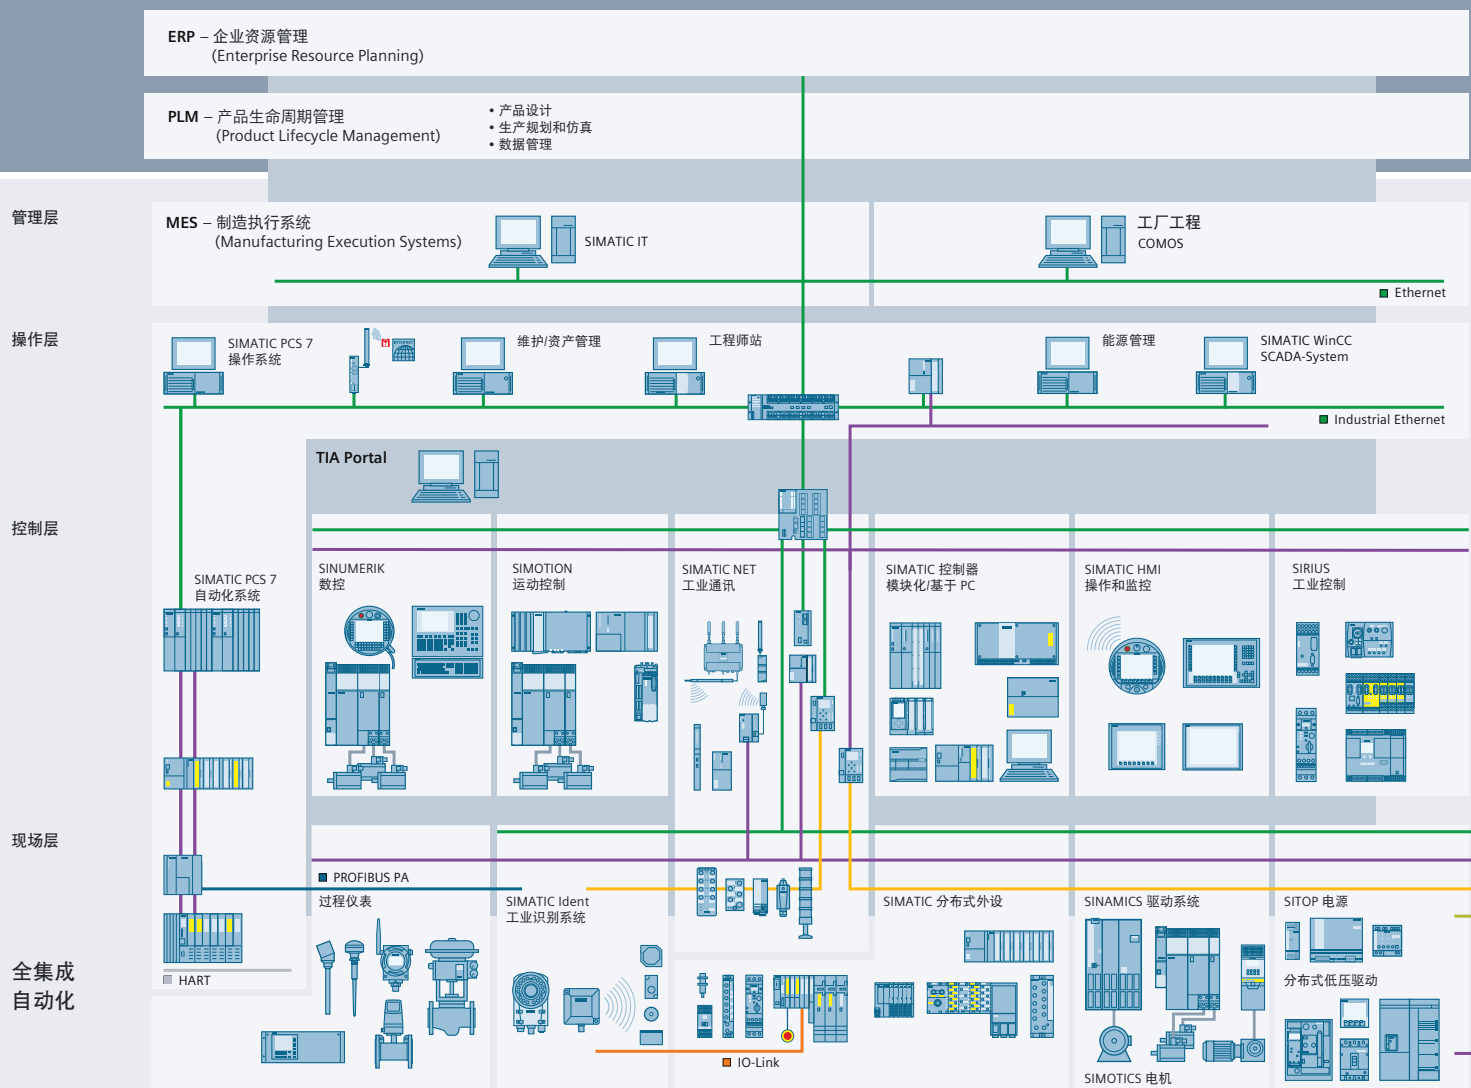 ERP – 企业资源管理
(Enterprise Resource Planning)
PLM – 产品生命周期管理
(Product Lifecycle Management)
• 产品设计
• 生产规划和仿真
• 数据管理
管理层
MES – 制造执行系统
(Manufacturing Execution Systems)
SIMATIC IT
工厂工程
COMOS
Ethernet
操作层
SIMATIC PCS 7
操作系统
INTERNET
维护/资产管理
工程师站
能源管理
SIMATIC WinCC
SCADA-System
Industrial Ethernet
TIA Portal
控制层
SIMATIC PCS 7
自动化系统
SINUMERIK
数控
SIMOTION
运动控制
SIMATIC NET
工业通讯
SIMATIC 控制器
模块化/基于 PC
SIMATIC HMI
操作和监控
SIRIUS
工业控制
现场层
PROFIBUS PA
过程仪表
SIMATIC Ident
工业识别系统
SIMATIC 分布式外设
SINAMICS 驱动系统
SITOP 电源
分布式低压驱动
HART
全集成
自动化
IO-Link
SIMOTICS 电机